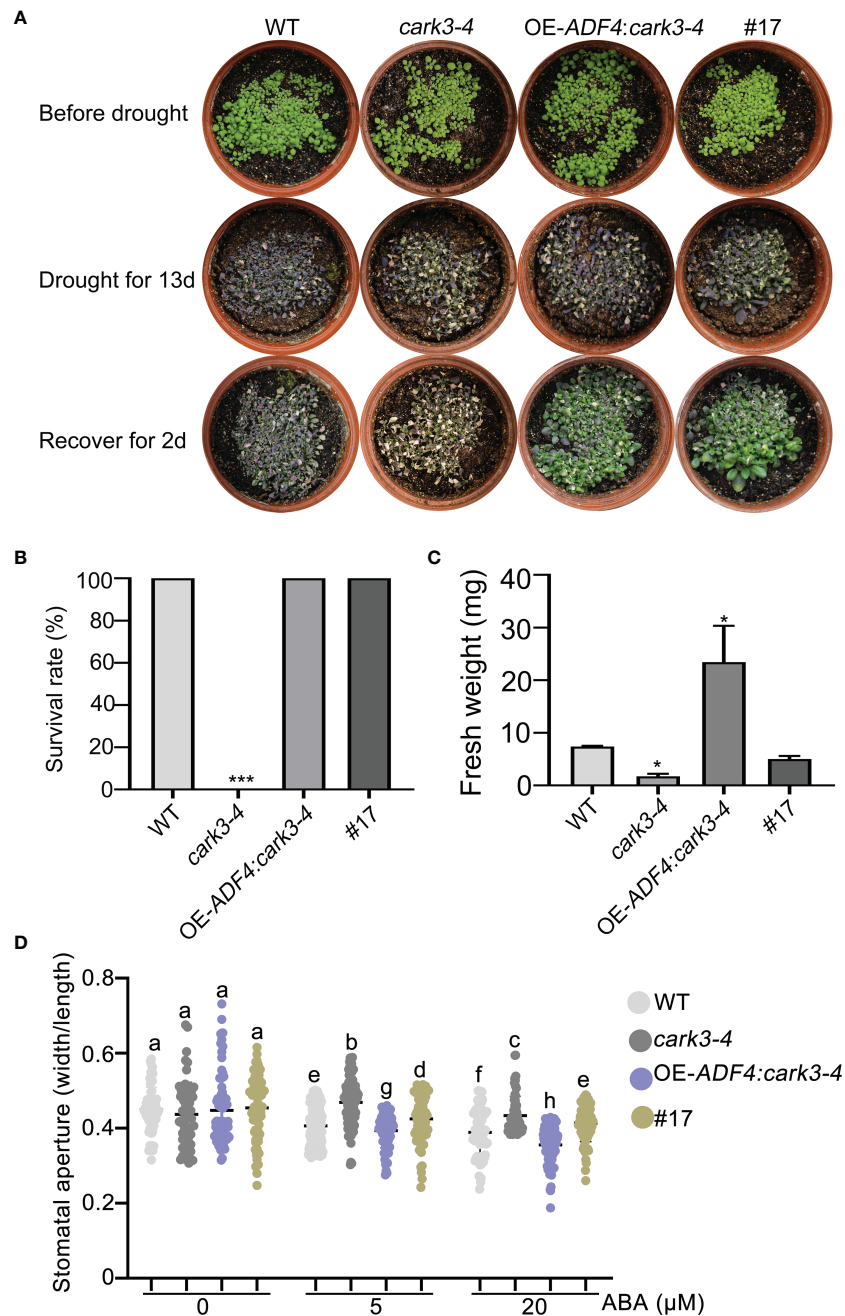 A
WT cark3-4 OE-ADF4:cark3-4 #17
Before drought
Drought for 13d
Recover for 2d
B
Survival rate (%)
100
80
60
40
20
0
***
WT cark3-4 OE-ADF4:cark3-4 #17
C
Fresh weight (mg)
40
30
20
10
0
* *
WT cark3-4 OE-ADF4:cark3-4 #17
D
Stomatal aperture (width/length)
0.8
0.6
0.4
0.2
0
a a a a
e b g d
f c h e
WT
cark3-4
OE-ADF4:cark3-4
#17
0 5 20 ABA (μM)